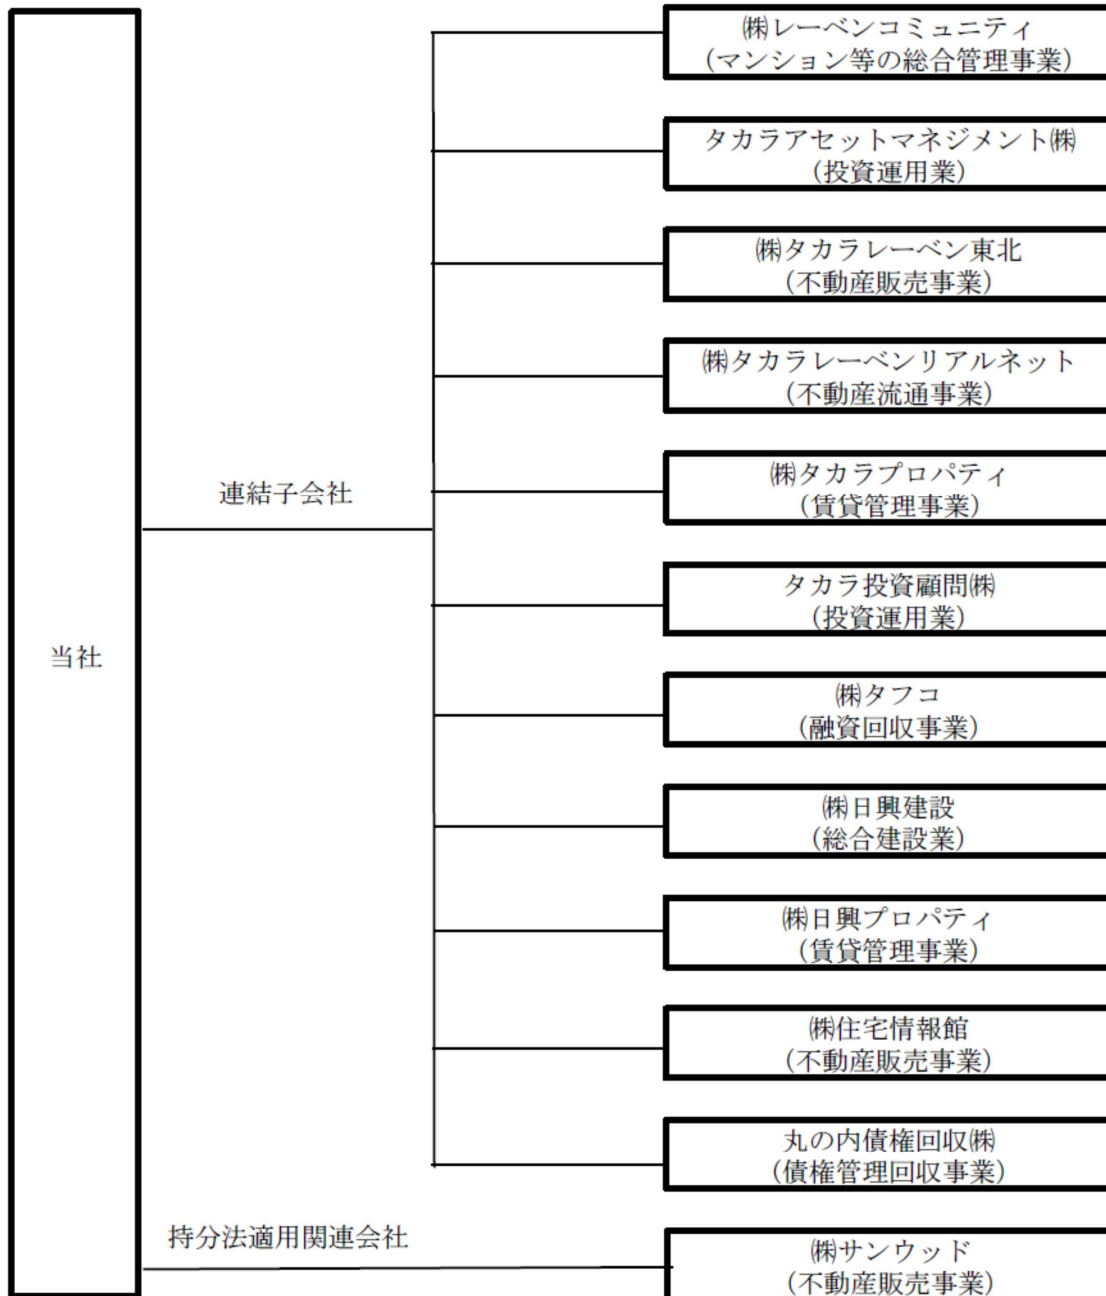 当社
連結子会社
㈱レーベンコミュニティ
(マンション等の総合管理事業)
タカラアセットマネジメント㈱
(投資運用業)
㈱タカラレーベン東北
(不動産販売事業)
㈱タカラレーベンリアルネット
(不動産流通事業)
㈱タカラプロパティ
(賃貸管理事業)
タカラ投資顧問㈱
(投資運用業)
㈱タフコ
(融資回収事業)
㈱日興建設
(総合建設業)
㈱日興プロパティ
(賃貸管理事業)
㈱住宅情報館
(不動産販売事業)
丸の内債権回収㈱
(債権管理回収事業)
持分法適用関連会社
㈱サンウッド
(不動産販売事業)